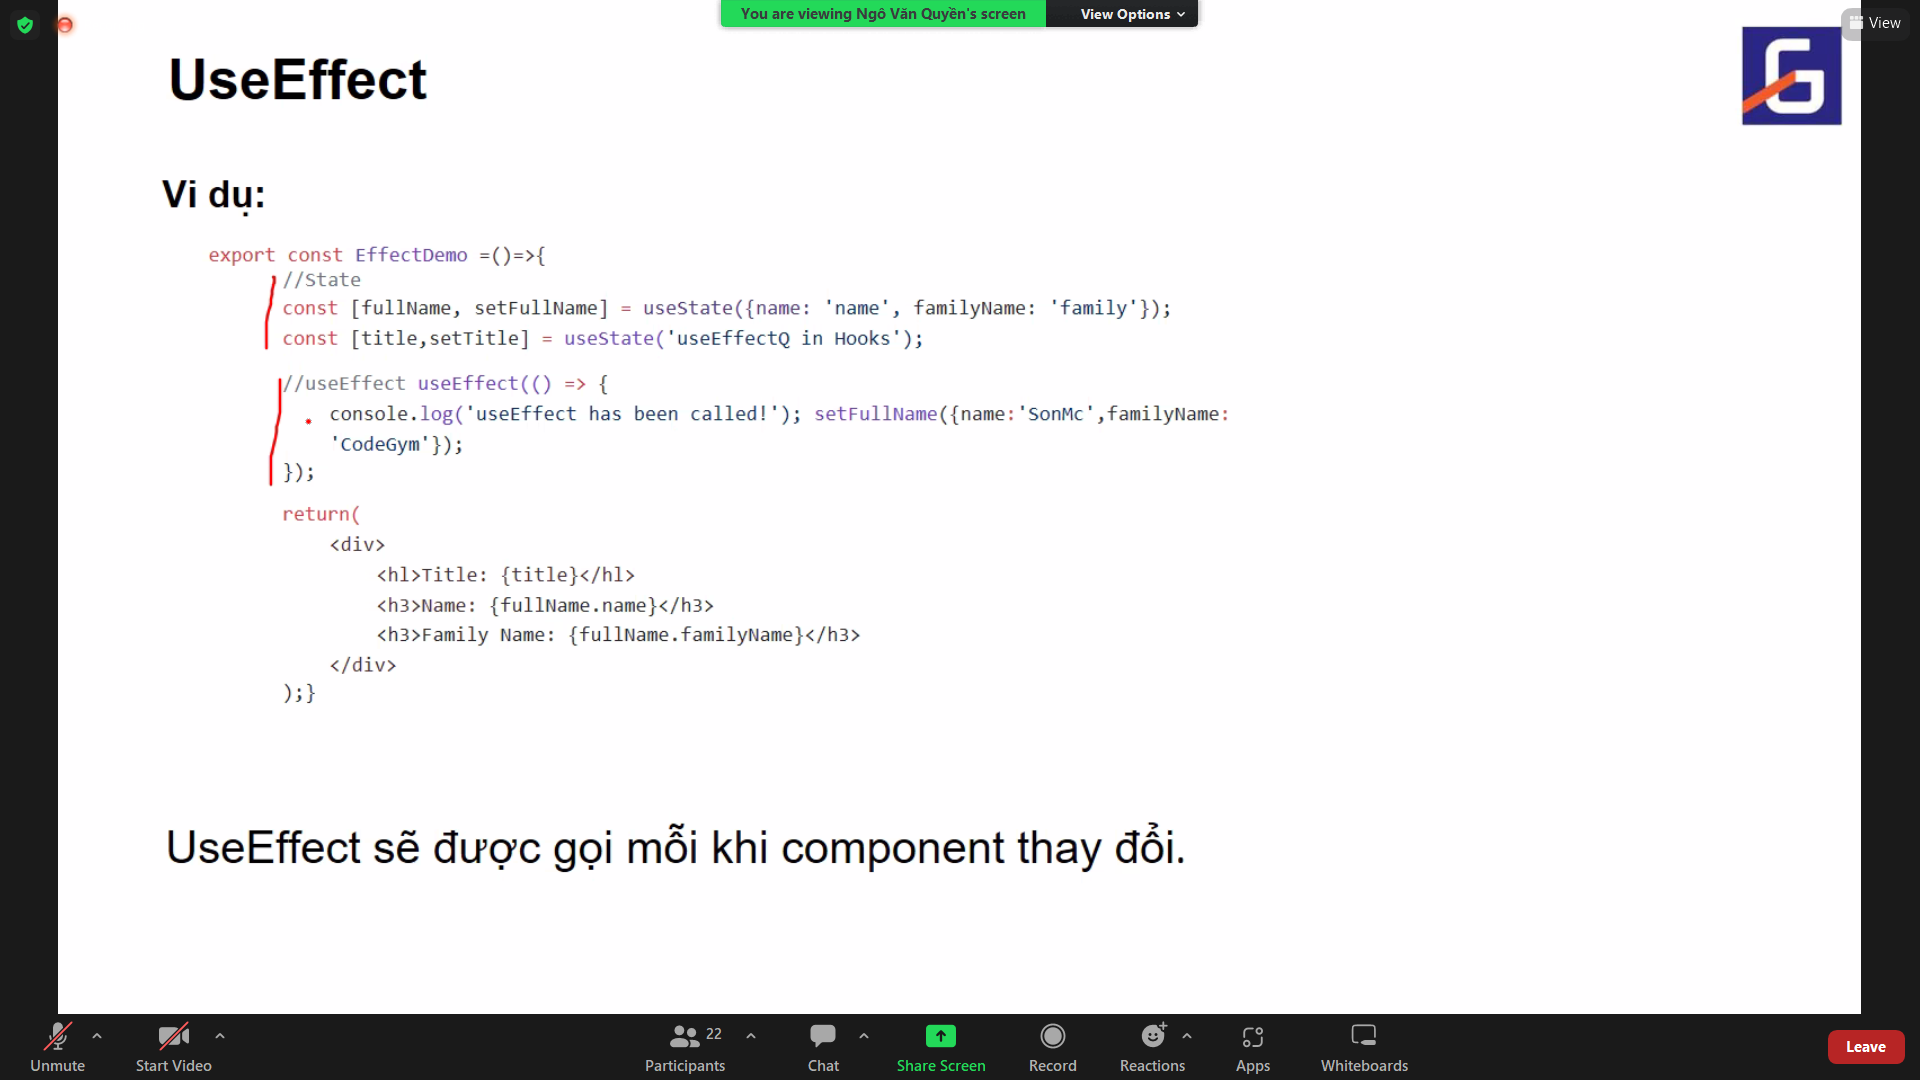 You are viewing Ngô Văn Quyền's screen
View Options
View
UseEffect
G
Vi dụ:
export const EffectDemo =()=>{
//State
const [fullName, setFullName] = useState({name: 'name', familyName: 'family'});
const [title,setTitle] = useState('useEffectQ in Hooks');
//useEffect useEffect(() => {
console.log('useEffect has been called!'); setFullName({name:'SonMc',familyName:
'CodeGym'});
});
return(
<div>
<hl>Title: {title}</hl>
<h3>Name: {fullName.name}</h3>
<h3>Family Name: {fullName.familyName}</h3>
</div>
);}
UseEffect sẽ được gọi mỗi khi component thay đổi.
Unmute
Start Video
22
Participants
Chat
Share Screen
Record
Reactions
Apps
Whiteboards
Leave